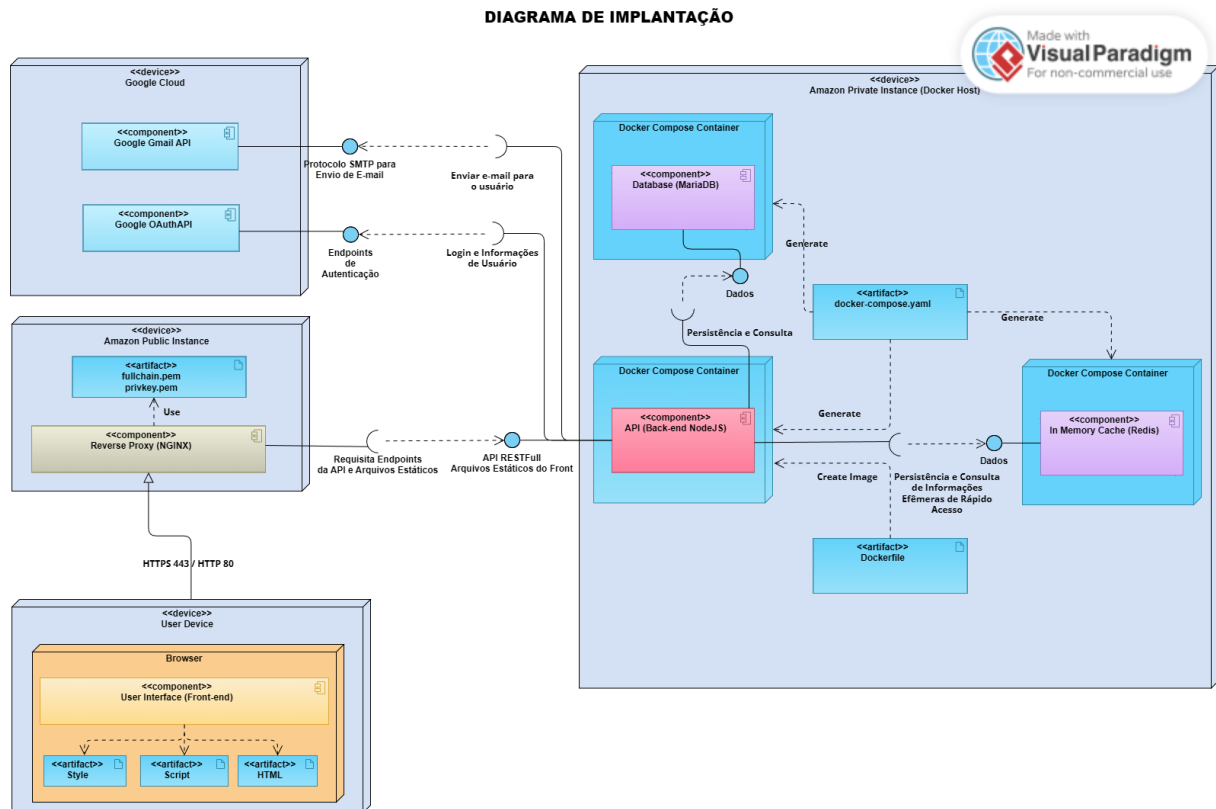 DIAGRAMA DE IMPLANTAÇÃO
Made with
VisualParadigm
For non-commercial use
<<device>>
Google Cloud
<<component>>
Google Gmail API
Protocolo SMTP para
Envio de E-mail
Enviar e-mail para
o usuário
<<component>>
Google OAuthAPI
Endpoints
de
Autenticação
Login e Informações
de Usuário
<<device>>
Amazon Public Instance
<<artifact>>
fullchain.pem
privkey.pem
Use
<<component>>
Reverse Proxy (NGINX)
Requisita Endpoints
da API e Arquivos Estáticos
API RESTFull
Arquivos Estáticos do Front
HTTPS 443 / HTTP 80
<<device>>
User Device
Browser
<<component>>
User Interface (Front-end)
<<artifact>>
Style
<<artifact>>
Script
<<artifact>>
HTML
<<device>>
Amazon Private Instance (Docker Host)
Docker Compose Container
<<component>>
Database (MariaDB)
Dados
Persistência e Consulta
Generate
<<artifact>>
docker-compose.yaml
Generate
Generate
Docker Compose Container
<<component>>
API (Back-end NodeJS)
Create Image
Persistência e Consulta
de Informações
Efêmeras de Rápido
Acesso
Dados
Docker Compose Container
<<component>>
In Memory Cache (Redis)
<<artifact>>
Dockerfile